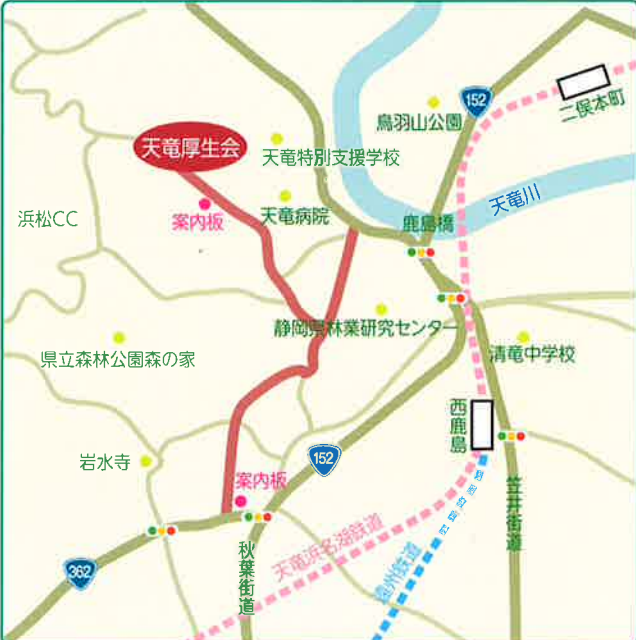 152
二俣本町
鳥羽山公園
天竜厚生会
天竜特別支援学校
天竜川
案内板
天竜病院
鹿島橋
浜松CC
静岡県林業研究センター
県立森林公園森の家
清竜中学校
西鹿島
152
岩水寺
案内板
笠井街道
362
秋葉街道
天竜浜名湖鉄道
遠州鉄道